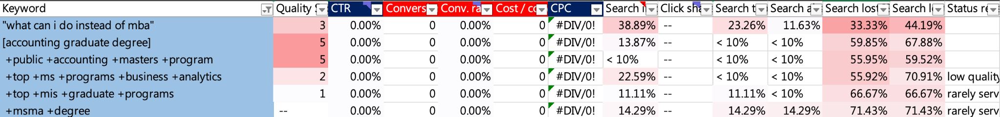 Keyword Quality S CTR Convers Conv. ra Cost / co CPC Search i Click sha Search t Search a Search lost Search l Status re
"what can i do instead of mba" 3 0.00% 0 0.00% 0 #DIV/0! 38.89% -- 23.26% 11.63% 33.33% 44.19%
[accounting graduate degree] 5 0.00% 0 0.00% 0 #DIV/0! 13.87% -- < 10% < 10% 59.85% 67.88%
+public +accounting +masters +program 5 0.00% 0 0.00% 0 #DIV/0! < 10% -- < 10% < 10% 55.95% 59.52%
+top +ms +programs +business +analytics 2 0.00% 0 0.00% 0 #DIV/0! 22.59% -- < 10% < 10% 55.92% 70.91% low quality
+top +mis +graduate +programs 1 0.00% 0 0.00% 0 #DIV/0! 11.11% -- 11.11% < 10% 66.67% 66.67% rarely serv
+msma +degree -- 0.00% 0 0.00% 0 #DIV/0! 14.29% -- 14.29% 14.29% 71.43% 71.43% rarely serv